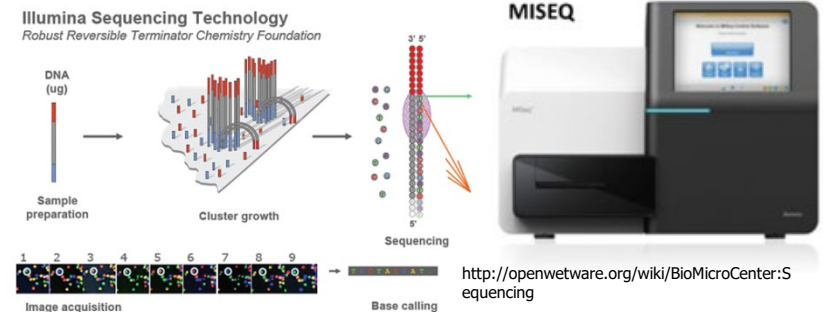 Illumina Sequencing Technology
Robust Reversible Terminator Chemistry Foundation
DNA
(ug)
Sample
preparation
Cluster growth
3' 5'
5'
Sequencing
1 2 3 4 5 6 7 8 9
Image acquisition
Base calling
MISEQ
MiSeq
http://openwetware.org/wiki/BioMicroCenter:S
equencing